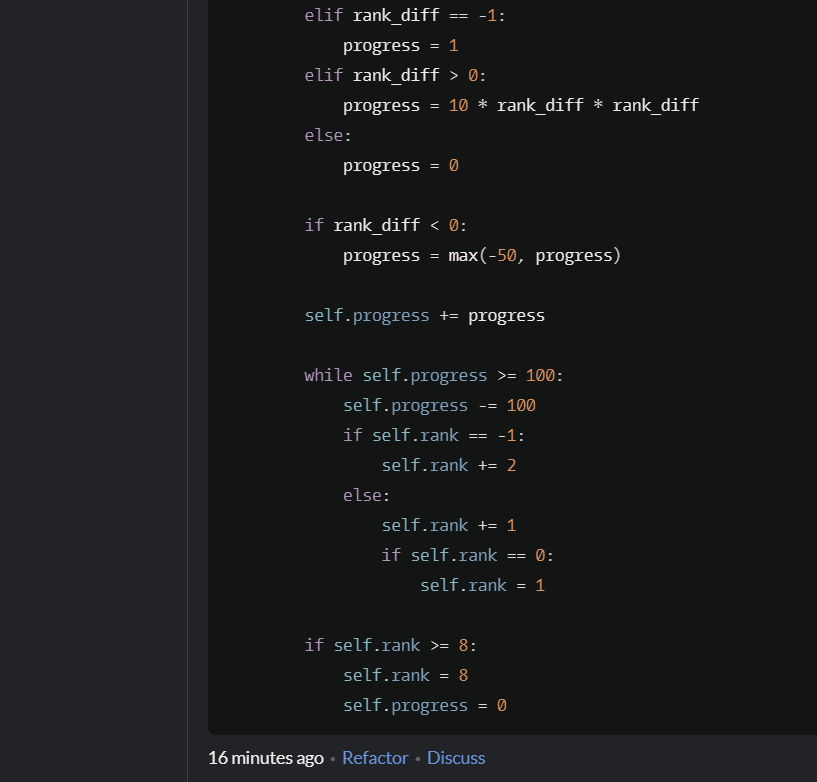 elif rank_diff == -1:
progress = 1
elif rank_diff > 0:
progress = 10 * rank_diff * rank_diff
else:
progress = 0
if rank_diff < 0:
progress = max(-50, progress)
self.progress += progress
while self.progress >= 100:
self.progress -= 100
if self.rank == -1:
self.rank += 2
else:
self.rank += 1
if self.rank == 0:
self.rank = 1
if self.rank >= 8:
self.rank = 8
self.progress = 0
16 minutes ago • Refactor • Discuss